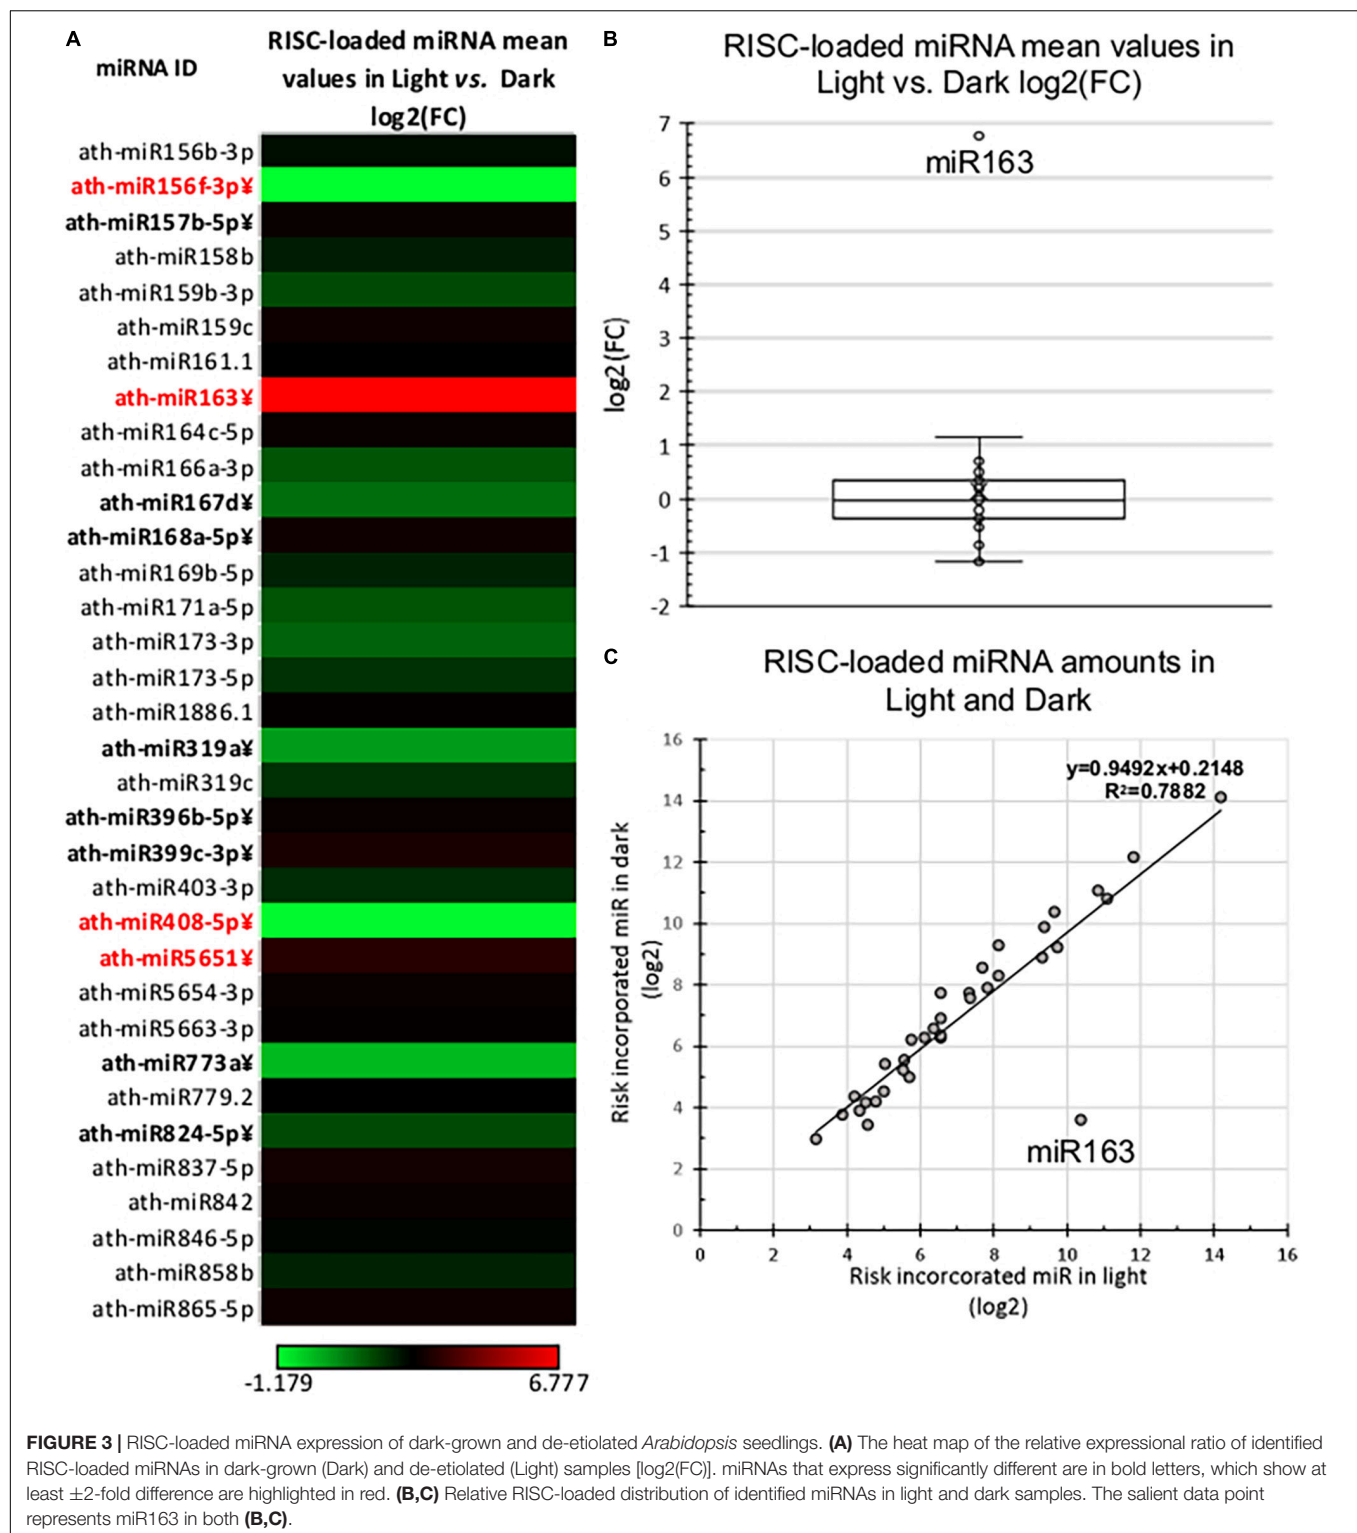 A
miRNA ID
RISC-loaded miRNA mean
values in Light vs. Dark
log2(FC)
ath-miR156b-3p
ath-miR156f-3p¥
ath-miR157b-5p¥
ath-miR158b
ath-miR159b-3p
ath-miR159c
ath-miR161.1
ath-miR163¥
ath-miR164c-5p
ath-miR166a-3p
ath-miR167d¥
ath-miR168a-5p¥
ath-miR169b-5p
ath-miR171a-5p
ath-miR173-3p
ath-miR173-5p
ath-miR1886.1
ath-miR319a¥
ath-miR319c
ath-miR396b-5p¥
ath-miR399c-3p¥
ath-miR403-3p
ath-miR408-5p¥
ath-miR5651¥
ath-miR5654-3p
ath-miR5663-3p
ath-miR773a¥
ath-miR779.2
ath-miR824-5p¥
ath-miR837-5p
ath-miR842
ath-miR846-5p
ath-miR858b
ath-miR865-5p
-1.179 6.777
B
RISC-loaded miRNA mean values in
Light vs. Dark log2(FC)
log2(FC)
7
6
5
4
3
2
1
0
-1
-2
miR163
C
RISC-loaded miRNA amounts in
Light and Dark
Risk incorporated miR in dark
(log2)
16
14
12
10
8
6
4
2
0
y=0.9492x+0.2148
R²=0.7882
miR163
0 2 4 6 8 10 12 14 16
Risk incorcorated miR in light
(log2)
FIGURE 3 | RISC-loaded miRNA expression of dark-grown and de-etiolated Arabidopsis seedlings. (A) The heat map of the relative expressional ratio of identified
RISC-loaded miRNAs in dark-grown (Dark) and de-etiolated (Light) samples [log2(FC)]. miRNAs that express significantly different are in bold letters, which show at
least ±2-fold difference are highlighted in red. (B,C) Relative RISC-loaded distribution of identified miRNAs in light and dark samples. The salient data point
represents miR163 in both (B,C).